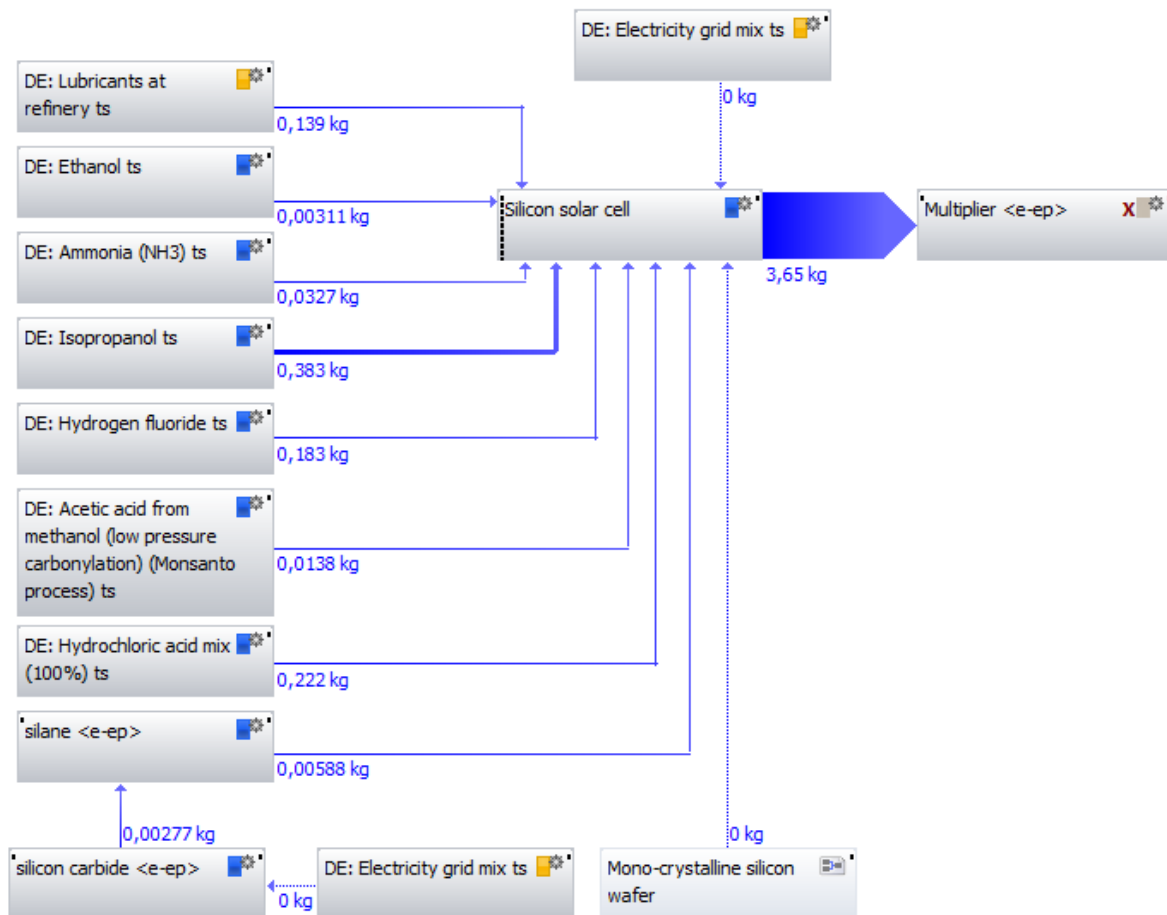 DE: Electricity grid mix ts
0 kg
DE: Lubricants at
refinery ts
0,139 kg
DE: Ethanol ts
0,00311 kg
Silicon solar cell
3,65 kg
Multiplier <e-ep>
X
DE: Ammonia (NH3) ts
0,0327 kg
DE: Isopropanol ts
0,383 kg
DE: Hydrogen fluoride ts
0,183 kg
DE: Acetic acid from
methanol (low pressure
carbonylation) (Monsanto
process) ts
0,0138 kg
DE: Hydrochloric acid mix
(100%) ts
0,222 kg
silane <e-ep>
0,00588 kg
0,00277 kg
silicon carbide <e-ep>
0 kg
DE: Electricity grid mix ts
0 kg
Mono-crystalline silicon
wafer